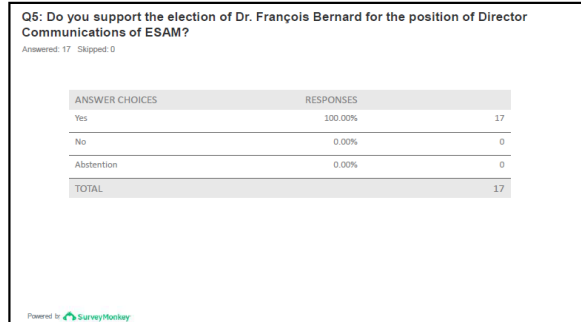 Q5: Do you support the election of Dr. François Bernard for the position of Director
Communications of ESAM?
Answered: 17 Skipped: 0
ANSWER CHOICES RESPONSES
Yes 100.00% 17
No 0.00% 0
Abstention 0.00% 0
TOTAL 17
Powered by SurveyMonkey